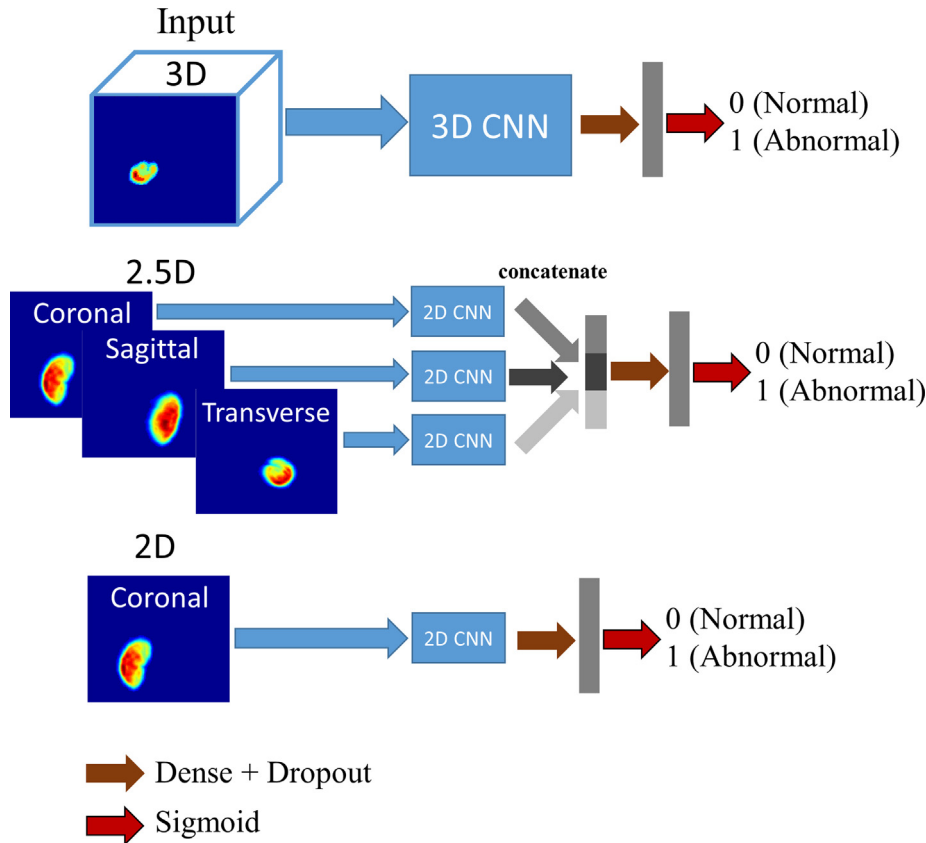 Input
3D
3D CNN
0 (Normal)
1 (Abnormal)
2.5D
concatenate
Coronal
2D CNN
Sagittal
2D CNN
0 (Normal)
1 (Abnormal)
Transverse
2D CNN
2D
Coronal
2D CNN
0 (Normal)
1 (Abnormal)
Dense + Dropout
Sigmoid